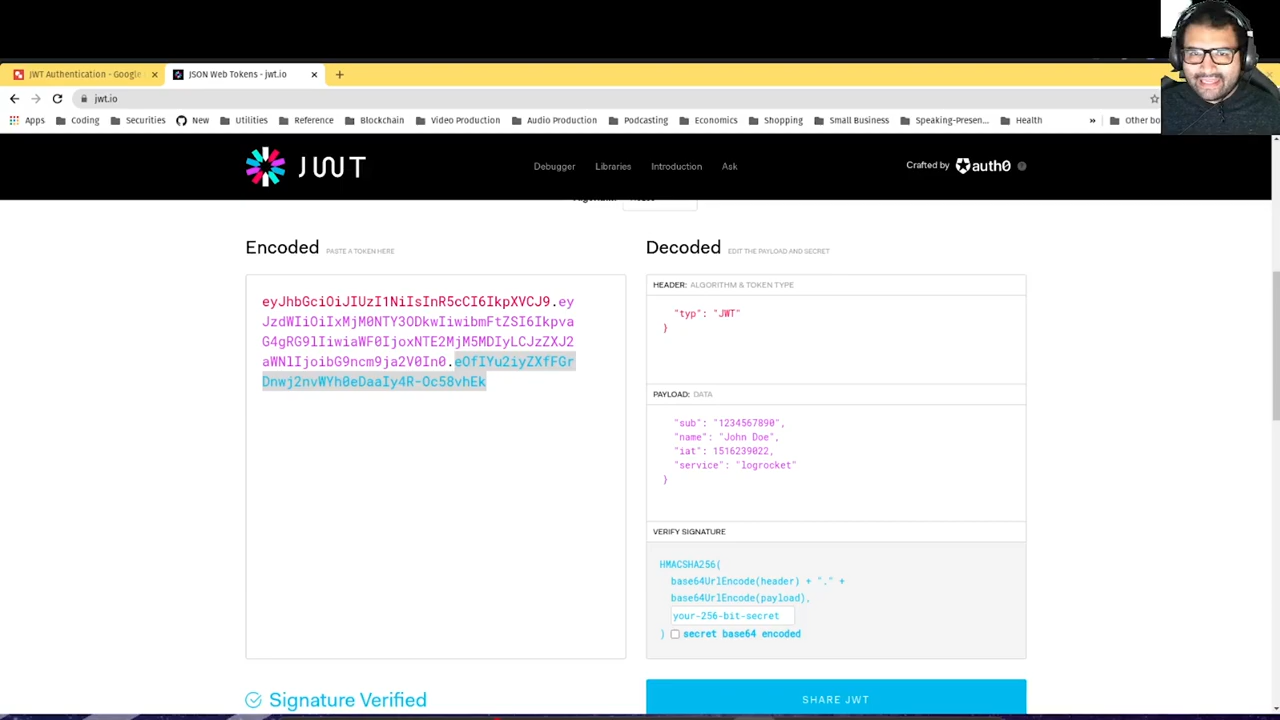 JWT Authentication - Google
JSON Web Tokens - jwt.io
jwt.io
Apps Coding Securities New Utilities Reference Blockchain Video Production Audio Production Podcasting Economics Shopping Small Business Speaking-Presen... Health » Other bo
JWT
Debugger Libraries Introduction Ask
Crafted by auth0
Encoded PASTE A TOKEN HERE
Decoded EDIT THE PAYLOAD AND SECRET
eyJhbGciOiJIUzI1NiIsInR5cCI6IkpXVCJ9.ey
JzdWIiOiIxMjM0NTY3ODkwIiwibmFtZSI6Ikpva
G4gRG9lIiwiaWF0IjoxNTE2MjM5MDIyLCJzZXJ2
aWNlIjoibG9ncm9ja2V0In0.eOfIYu2iyZXfFGr
Dnwj2nvWYh0eDaaIy4R-Oc58vhEk
HEADER: ALGORITHM & TOKEN TYPE
"typ": "JWT"
}
PAYLOAD: DATA
"sub": "1234567890",
"name": "John Doe",
"iat": 1516239022,
"service": "logrocket"
}
VERIFY SIGNATURE
HMACSHA256(
base64UrlEncode(header) + "." +
base64UrlEncode(payload),
your-256-bit-secret
) secret base64 encoded
Signature Verified
SHARE JWT